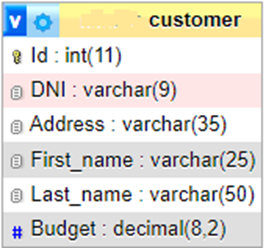 v customer
Id : int(11)
DNI : varchar(9)
Address : varchar(35)
First_name : varchar(25)
Last_name : varchar(50)
# Budget : decimal(8,2)